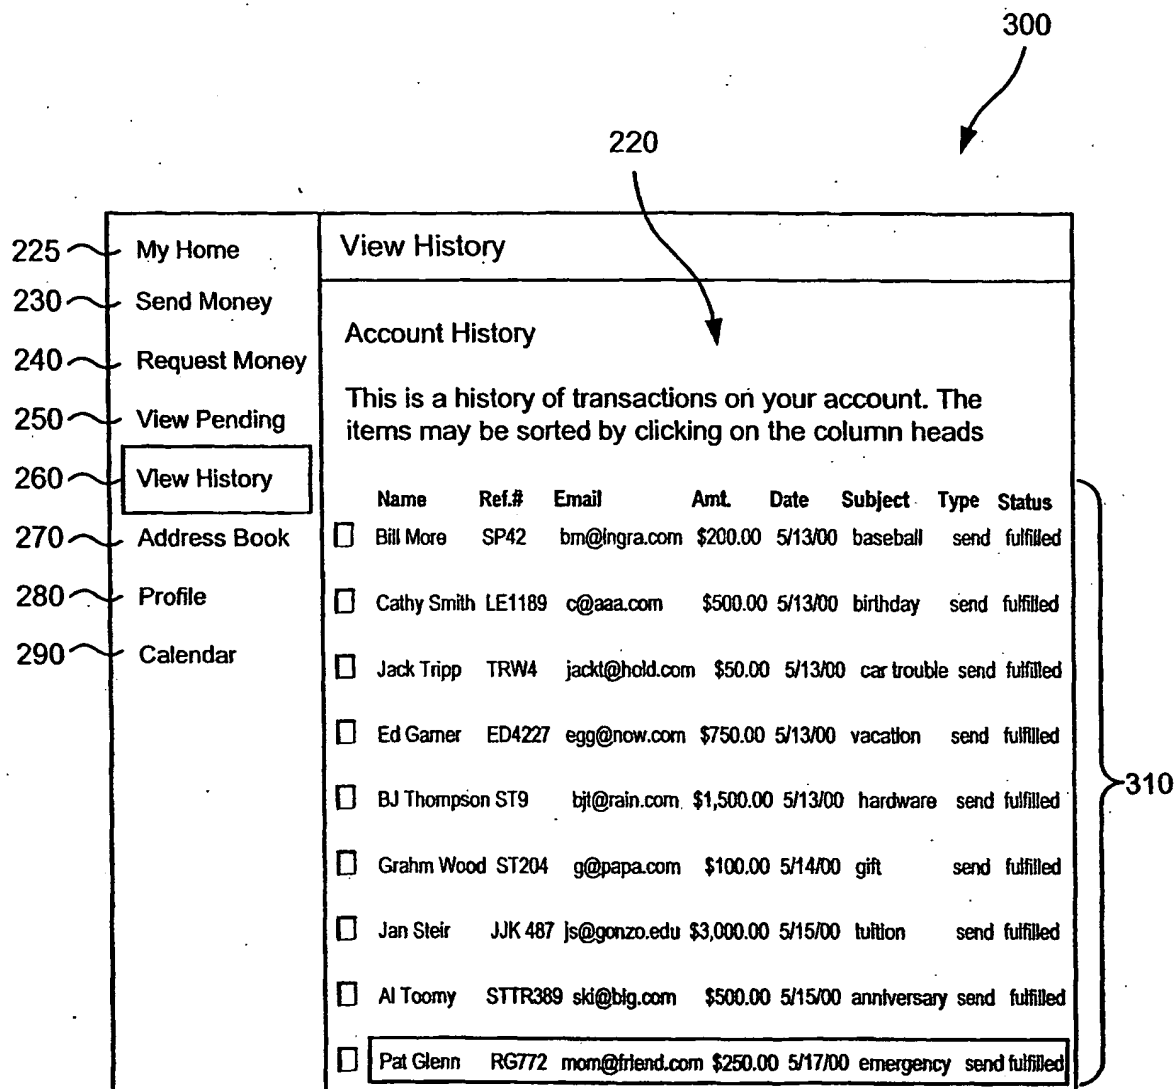 300
220
225 My Home
230 Send Money
240 Request Money
250 View Pending
260 View History
270 Address Book
280 Profile
290 Calendar
View History
Account History
This is a history of transactions on your account. The
items may be sorted by clicking on the column heads
Name Ref.# Email Amt. Date Subject Type Status
Bill More SP42 bm@ingra.com $200.00 5/13/00 baseball send fulfilled
Cathy Smith LE1189 c@aaa.com $500.00 5/13/00 birthday send fulfilled
Jack Tripp TRW4 jackt@hold.com $50.00 5/13/00 car trouble send fulfilled
Ed Garner ED4227 egg@now.com $750.00 5/13/00 vacation send fulfilled
BJ Thompson ST9 bjt@rain.com $1,500.00 5/13/00 hardware send fulfilled
Grahm Wood ST204 g@papa.com $100.00 5/14/00 gift send fulfilled
Jan Steir JJK 487 js@gonzo.edu $3,000.00 5/15/00 tuition send fulfilled
Al Toomy STTR389 ski@big.com $500.00 5/15/00 anniversary send fulfilled
Pat Glenn RG772 mom@friend.com $250.00 5/17/00 emergency send fulfilled
310